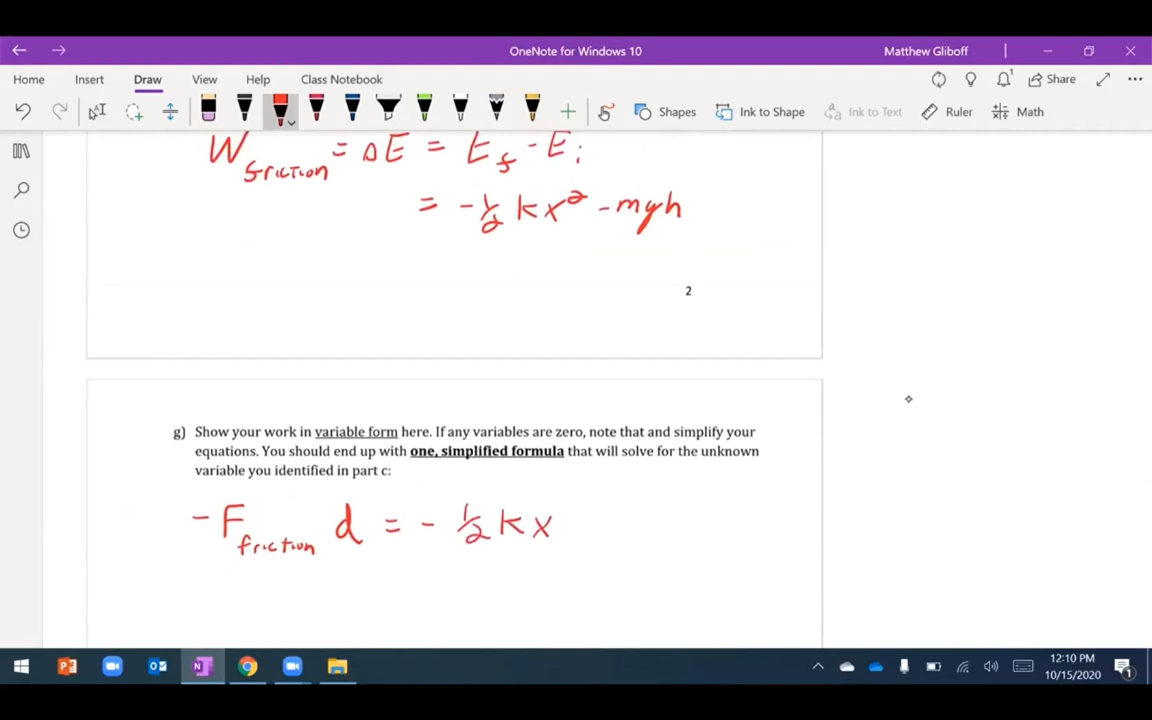 OneNote for Windows 10
Matthew Gliboff
Home Insert Draw View Help Class Notebook Share
Shapes Ink to Shape Ink to Text Ruler Math
W friction = ΔE = E f - E i
= - 1/2 k x² - mgh
2
g) Show your work in variable form here. If any variables are zero, note that and simplify your
equations. You should end up with one, simplified formula that will solve for the unknown
variable you identified in part c:
- F friction d = - 1/2 k x
12:10 PM
10/15/2020
1